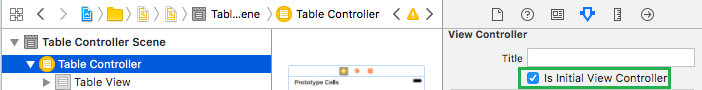 Tabl...ene
Table Controller
Table Controller Scene
Table Controller
Table View
Prototype Cells
View Controller
Title
Is Initial View Controller